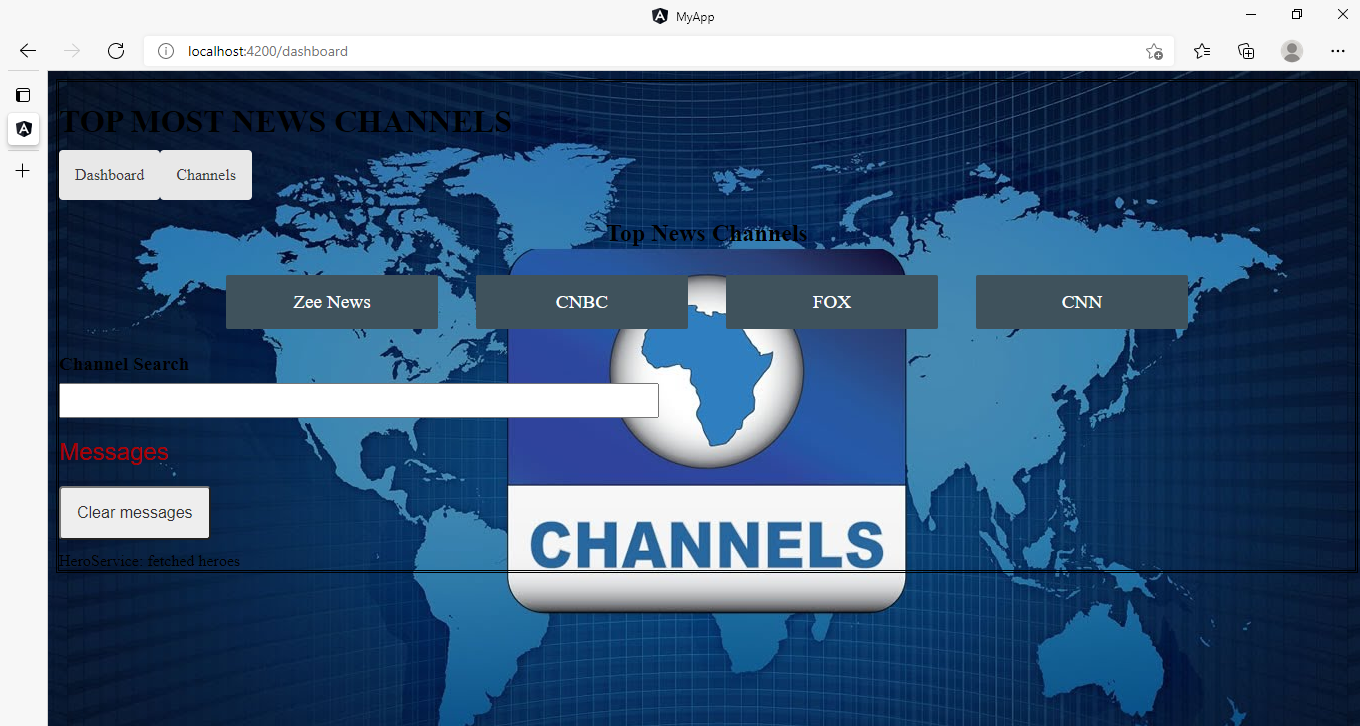 MyApp
localhost:4200/dashboard
TOP MOST NEWS CHANNELS
Dashboard Channels
Top News Channels
Zee News CNBC FOX CNN
Channel Search
Messages
Clear messages
CHANNELS
HeroService: fetched heroes